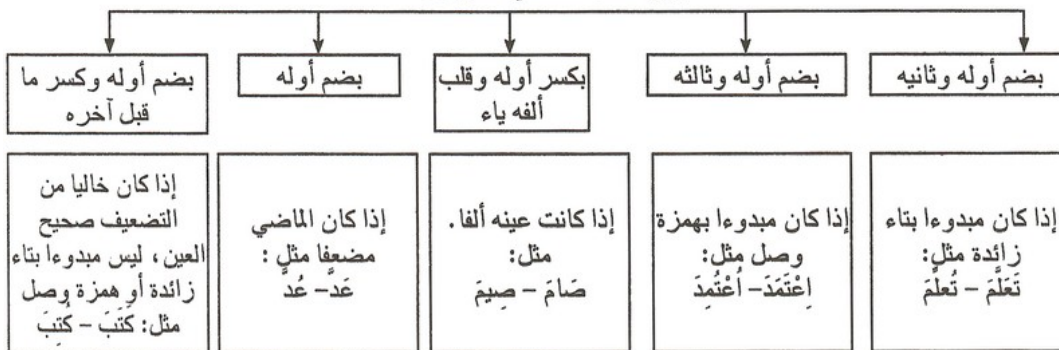 بضم أوله وثانيه
بضم أوله وثالثه
بكسر أوله وقلب
ألفه ياء
بضم أوله
بضم أوله وكسر ما
قبل آخره
إذا كان مبدوءا بتاء
زائدة مثل:
تَعَلَّمَ – تُعلَّمَ
إذا كان مبدوءا بهمزة
وصل مثل:
اِعْتَمَدَ – اُعْتُمِدَ
إذا كانت عينه ألفا.
مثل:
صَامَ – صِيمَ
إذا كان الماضي
مضعفا مثل:
عَدَّ – عُدَّ
إذا كان خاليا من
التضعيف صحيح
العين، ليس مبدوءا بتاء
زائدة أو همزة وصل
مثل: كَتَبَ – كُتِبَ